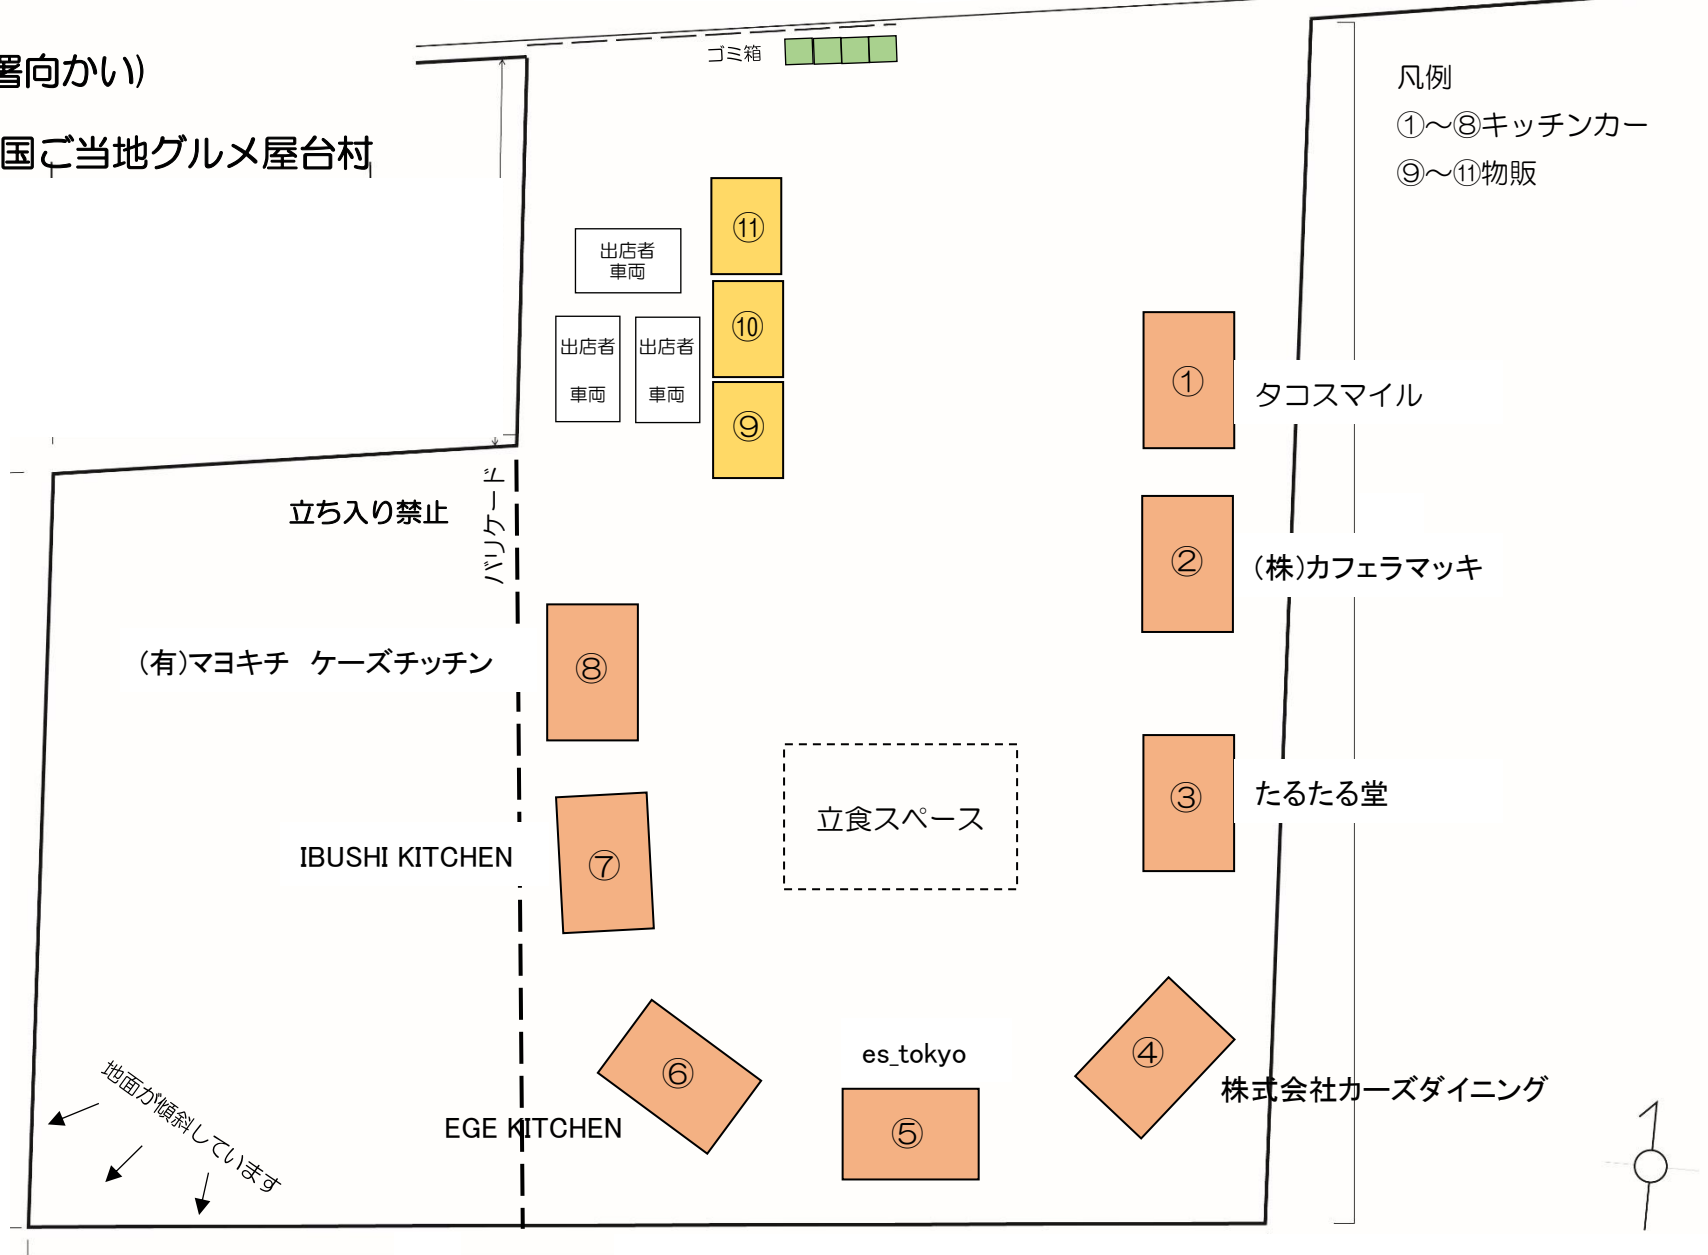 署向かい)
国ご当地グルメ屋台村
ゴミ箱
凡例
①～⑧キッチンカー
⑨～⑪物販
⑪
出店者
車両
⑩
出店者
車両
出店者
車両
⑨
①
タコスマイル
立ち入り禁止
バリケード
②
(株)カフェラマッキ
(有)マヨキチ　ケーズチッチン
⑧
立食スペース
③
たるたる堂
IBUSHI KITCHEN
⑦
④
株式会社カーズダイニング
es_tokyo
⑤
⑥
EGE KITCHEN
地面が傾斜しています